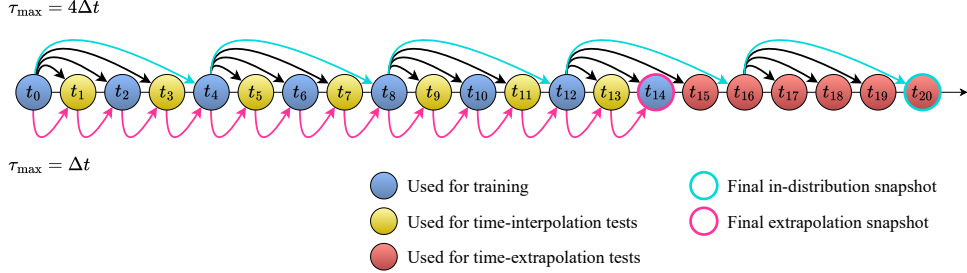 τmax = 4Δt
t0 t1 t2 t3 t4 t5 t6 t7 t8 t9 t10 t11 t12 t13 t14 t15 t16 t17 t18 t19 t20
τmax = Δt
Used for training
Final in-distribution snapshot
Used for time-interpolation tests
Final extrapolation snapshot
Used for time-extrapolation tests